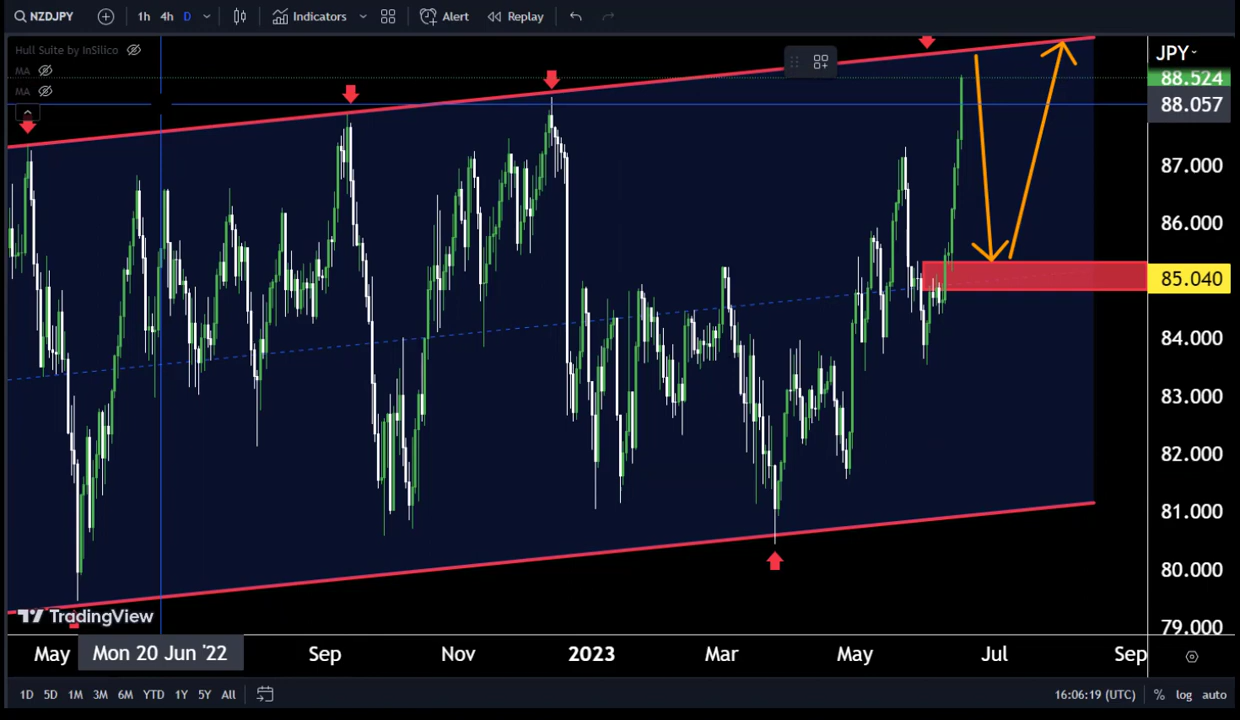 NZDJPY 1h 4h D Indicators Alert Replay
Hull Suite by InSilico
MA
MA
JPY
88.524
88.057
87.000
86.000
85.040
84.000
83.000
82.000
81.000
80.000
79.000
TradingView
May Mon 20 Jun '22 Sep Nov 2023 Mar May Jul Sep
1D 5D 1M 3M 6M YTD 1Y 5Y All 16:06:19 (UTC) % log auto